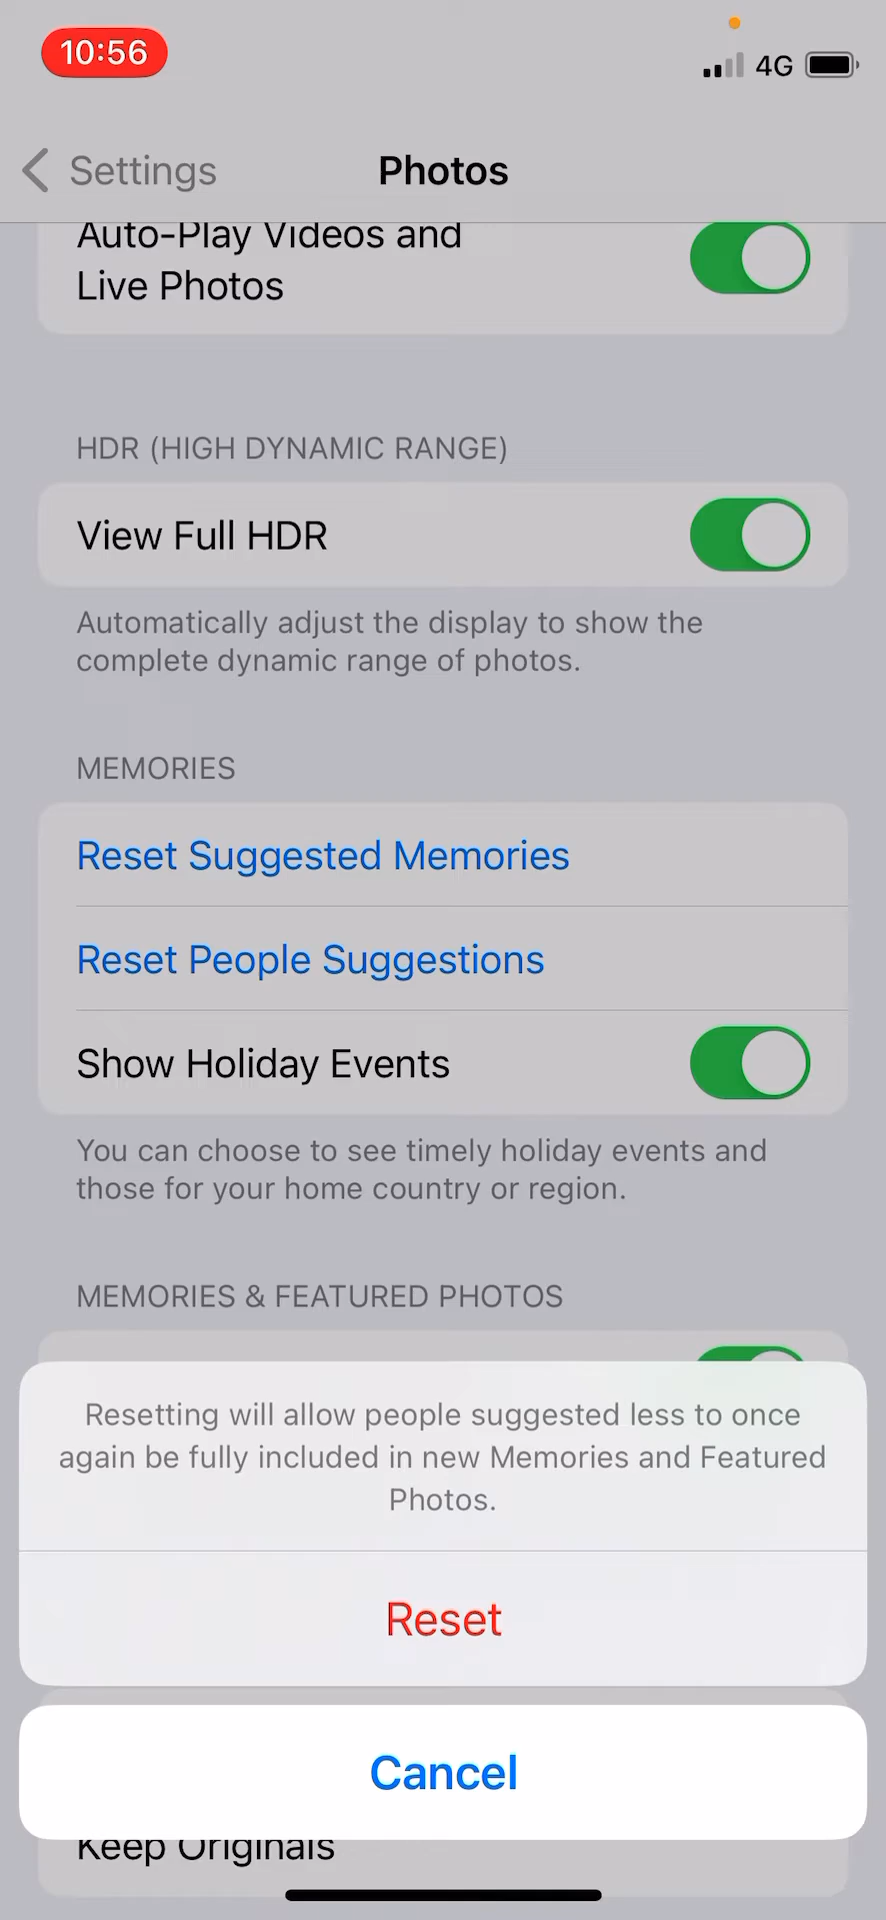 10:56
4G
Settings
Photos
Auto-Play Videos and
Live Photos
HDR (HIGH DYNAMIC RANGE)
View Full HDR
Automatically adjust the display to show the
complete dynamic range of photos.
MEMORIES
Reset Suggested Memories
Reset People Suggestions
Show Holiday Events
You can choose to see timely holiday events and
those for your home country or region.
MEMORIES & FEATURED PHOTOS
Resetting will allow people suggested less to once
again be fully included in new Memories and Featured
Photos.
Reset
Cancel
Keep Originals